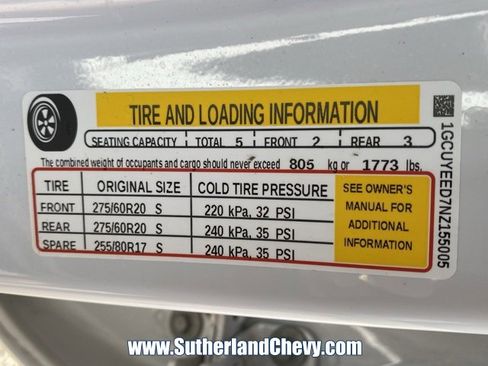 TIRE AND LOADING INFORMATION
SEATING CAPACITY TOTAL 5 FRONT 2 REAR 3
The combined weight of occupants and cargo should never exceed 805 kg or 1773 lbs.
TIRE ORIGINAL SIZE COLD TIRE PRESSURE
FRONT 275/60R20 S 220 kPa, 32 PSI
REAR 275/60R20 S 240 kPa, 35 PSI
SPARE 255/80R17 S 240 kPa, 35 PSI
SEE OWNER'S
MANUAL FOR
ADDITIONAL
INFORMATION
1GCUYEED7NZ155005
www.SutherlandChevy.com